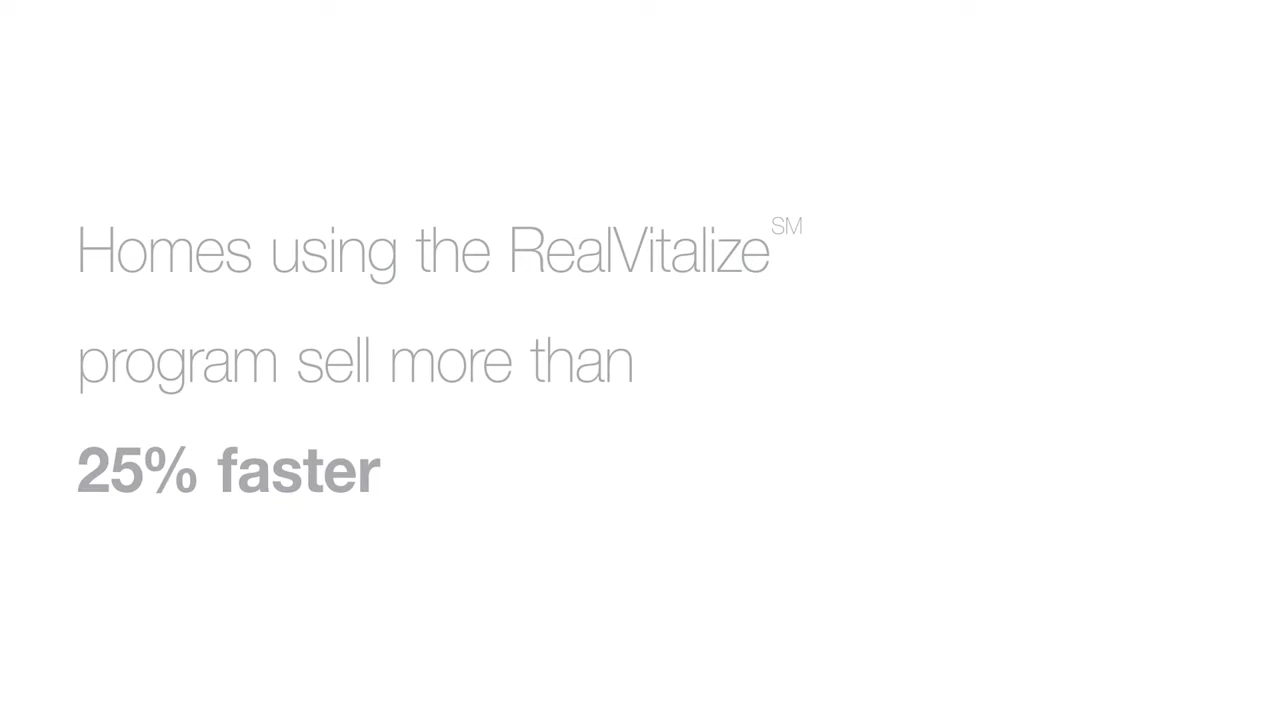 Homes using the RealVitalize℠
program sell more than
25% faster